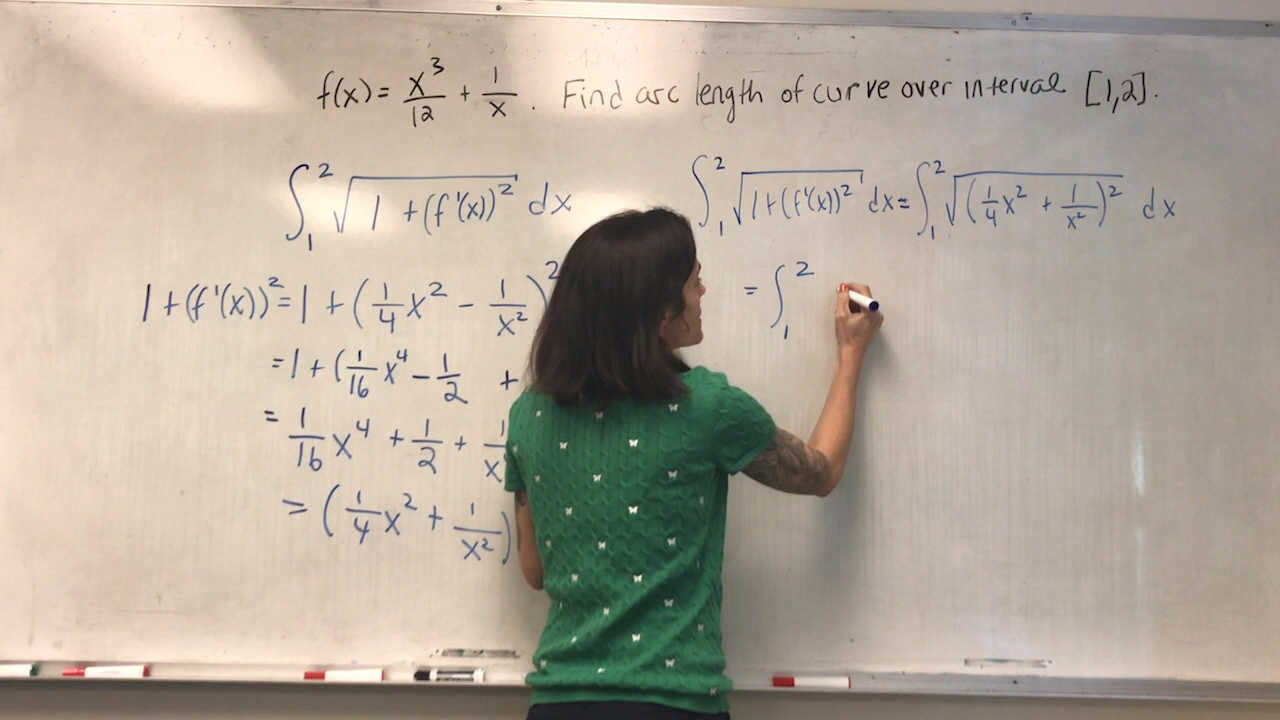 f(x) = x³/12 + 1/x . Find arc length of curve over interval [1,2].
∫₁² √(1 + (f'(x))²) dx
1 + (f'(x))² = 1 + (1/4 x² - 1/x²)²
= 1 + (1/16 x⁴ - 1/2 +
= 1/16 x⁴ + 1/2 + 1/x
= (1/4 x² + 1/x²)
∫₁² √(1 + (f'(x))²) dx = ∫₁² √((1/4 x² + 1/x²)²) dx
= ∫₁²